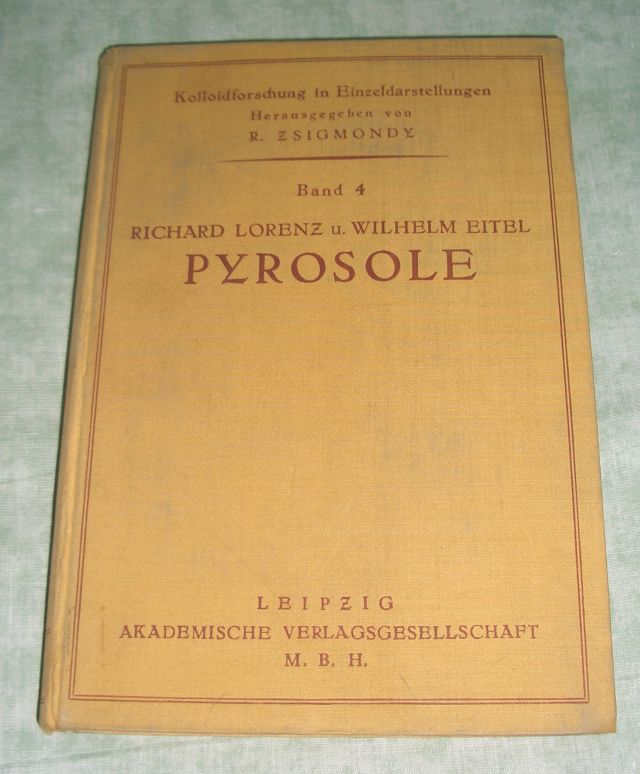 Kolloidforschung in Einzeldarstellungen
Herausgegeben von
R. ZSIGMONDY
Band 4
RICHARD LORENZ u. WILHELM EITEL
PYROSOLE
LEIPZIG
AKADEMISCHE VERLAGSGESELLSCHAFT
M. B. H.